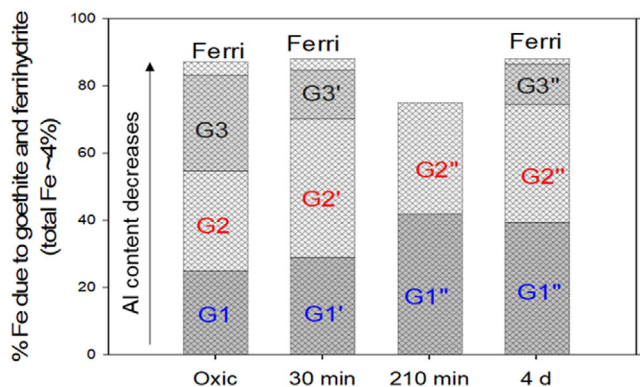 % Fe due to goethite and ferrihydrite
(total Fe ~4%)
100
80
60
40
20
0
Al content decreases
Ferri
G3
G2
G1
Ferri
G3'
G2'
G1'
G2"
G1"
Ferri
G3"
G2"
G1"
Oxic
30 min
210 min
4 d